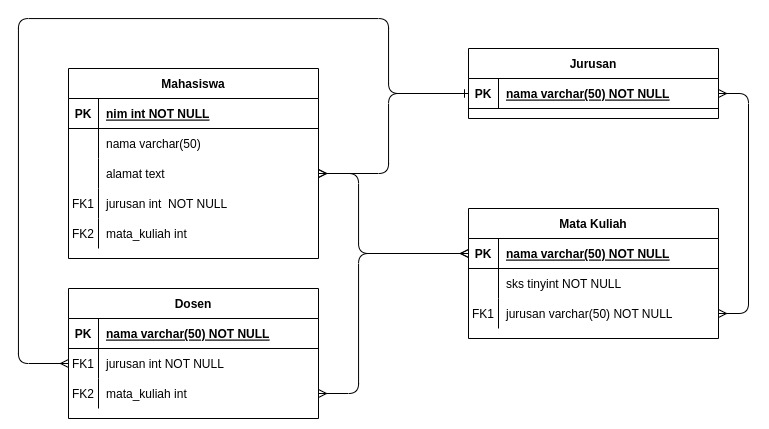 Mahasiswa
PK nim int NOT NULL
nama varchar(50)
alamat text
FK1 jurusan int NOT NULL
FK2 mata_kuliah int
Dosen
PK nama varchar(50) NOT NULL
FK1 jurusan int NOT NULL
FK2 mata_kuliah int
Jurusan
PK nama varchar(50) NOT NULL
Mata Kuliah
PK nama varchar(50) NOT NULL
sks tinyint NOT NULL
FK1 jurusan varchar(50) NOT NULL